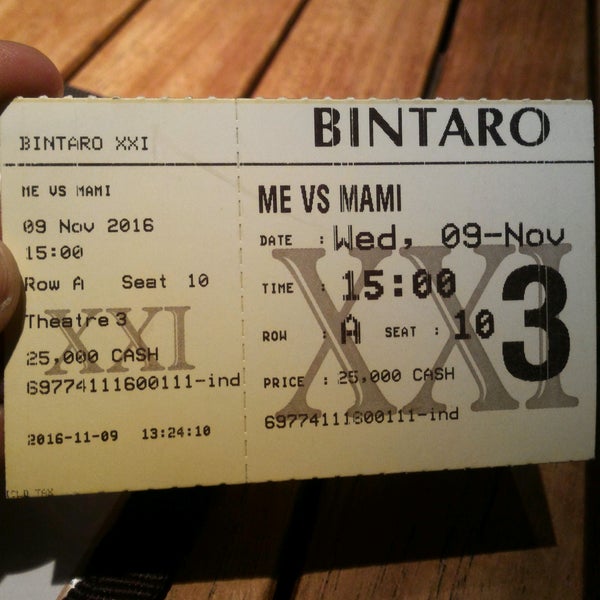 BINTARO XXI
ME VS MAMI
09 Nov 2016
15:00
Row A Seat 10
Theatre 3
XXI
25,000 CASH
69774111600111-ind
2016-11-09 13:24:10
TAX
BINTARO
ME VS MAMI
DATE : Wed, 09-Nov
TIME : 15:00
ROW : A SEAT : 10
3
XXI
PRICE : 25,000 CASH
69774111600111-ind